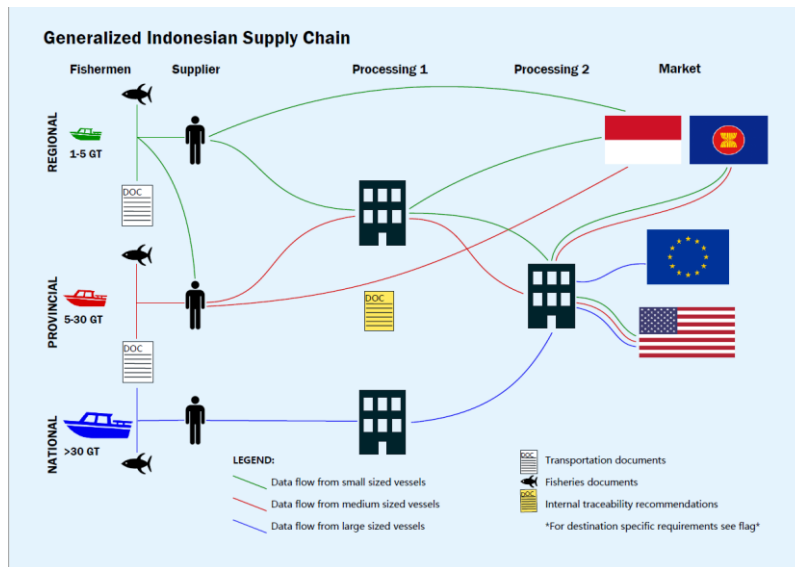 Generalized Indonesian Supply Chain
Fishermen
Supplier
Processing 1
Processing 2
Market
REGIONAL
1-5 GT
DOC
PROVINCIAL
5-30 GT
DOC
DOC
NATIONAL
>30 GT
LEGEND:
Data flow from small sized vessels
Data flow from medium sized vessels
Data flow from large sized vessels
DOC
Transportation documents
Fisheries documents
DOC
Internal traceability recommendations
*For destination specific requirements see flag*